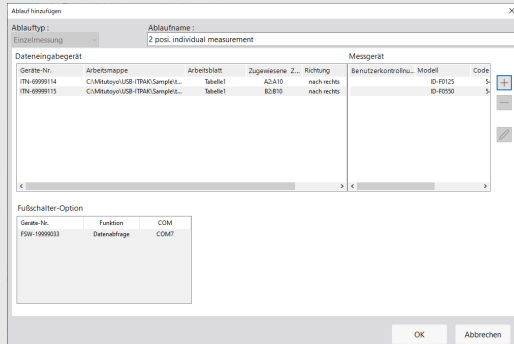 Ablauf hinzufügen
Ablauftyp :
Ablaufname :
Einzelmessung
2 posi. individual measurement
Dateneingabegerät
Messgerät
Geräte-Nr. Arbeitsmappe Arbeitsblatt Zugewiesene Z... Richtung
Benutzerkontrollnu... Modell Code
ITN-69999114 C:\Mitutoyo\USB-ITPAK\Sample\t... Tabelle1 A2:A10 nach rechts
ID-F0125 5-
ITN-69999115 C:\Mitutoyo\USB-ITPAK\Sample\t... Tabelle1 B2:B10 nach rechts
ID-F0550 5-
Fußschalter-Option
Geräte-Nr. Funktion COM
FSW-19999033 Datenabfrage COM7
OK Abbrechen